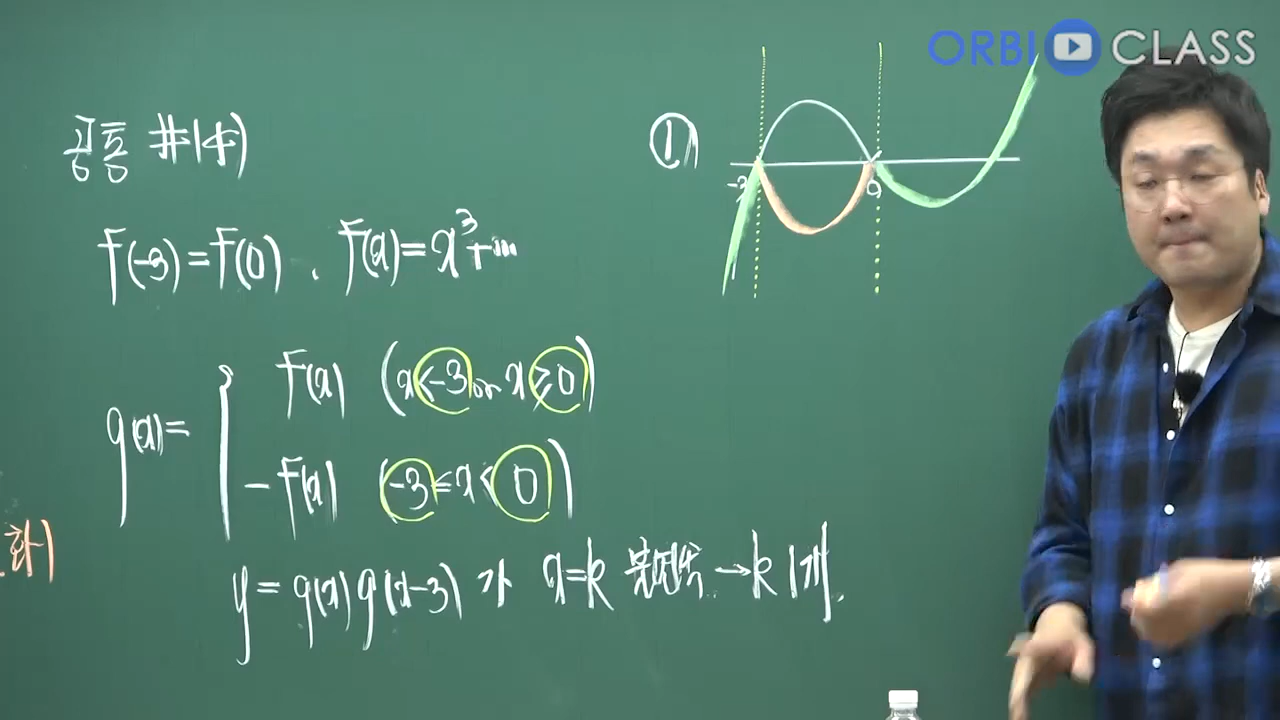 ORBI CLASS
공통 #14)
①
-3 0
f(-3)=f(0) , f(x)=x³+…
g(x)= { f(x) (x<-3 or x≥0)
-f(x) (-3≤x<0)
화
y=g(x)g(x-3) 가 x=k 불연속 → k 1개.